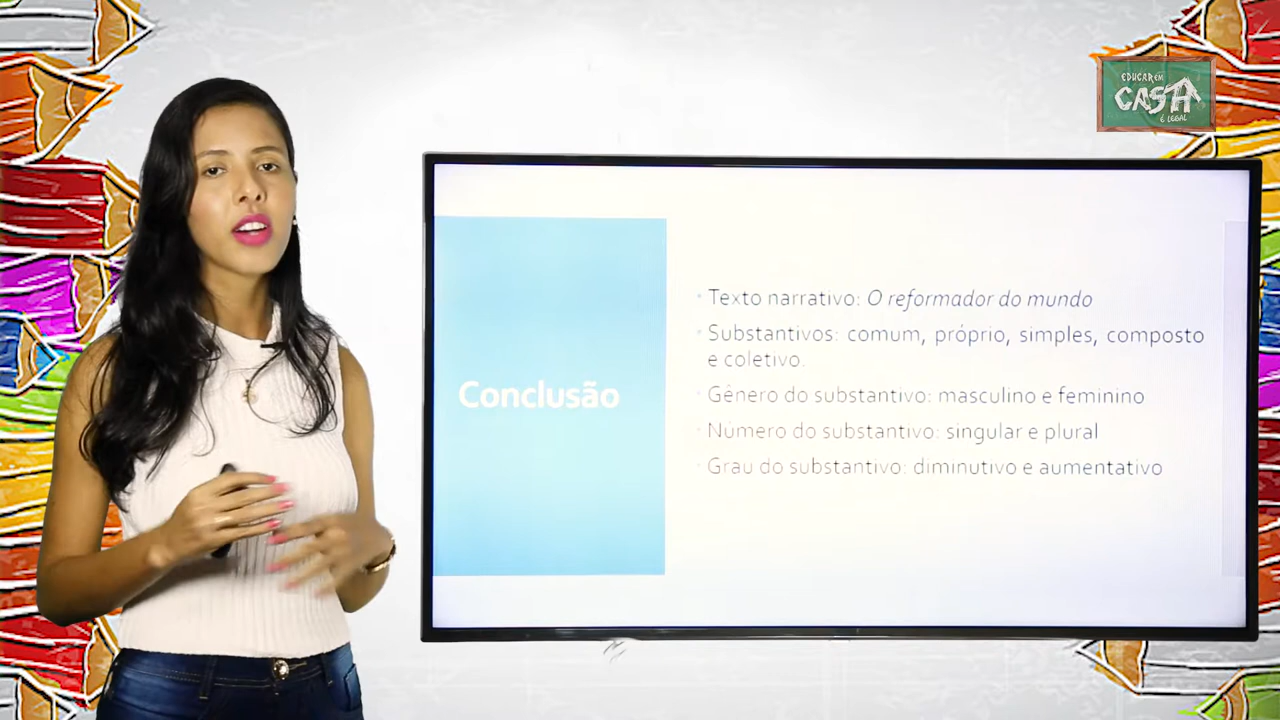 EDUCAR EM
CASA
É LEGAL
Conclusão
• Texto narrativo: O reformador do mundo
• Substantivos: comum, próprio, simples, composto
e coletivo.
• Gênero do substantivo: masculino e feminino
• Número do substantivo: singular e plural
• Grau do substantivo: diminutivo e aumentativo